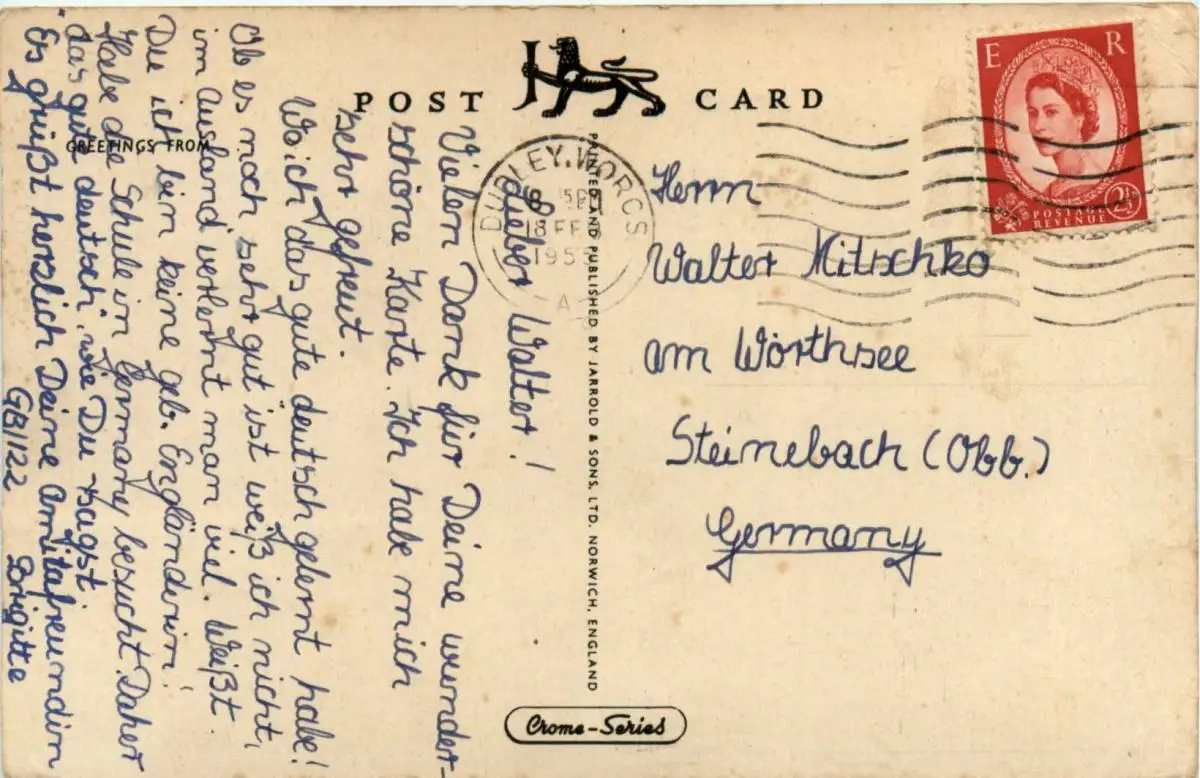 POST CARD
GREETINGS FROM
Lieber Walter!
Vielen Dank für Deine wunder-
schöne Karte. Ich habe mich
sehr gefreut.
Wo ich das gute deutsch gelernt habe!
Ob es noch sehr gut ist weiß ich nicht,
im Ausland verlernt man viel. Weißt
Du ich bin keine geb. Engländerin!
Habe die Schule in Germany besucht. Daher
"das gute deutsch", wie Du sagst.
Es grüßt herzlich Deine Amitafreundin
GB1122 Brigitte
PRINTED AND PUBLISHED BY JARROLD & SONS, LTD. NORWICH, ENGLAND
Crome-Series
DUDLEY, WORCS
18 FEB
195
A
E R
POSTAGE
REVENUE
2½
Herrn
Walter Mitschko
am Wörthsee
Steinebach (Obb.)
Germany